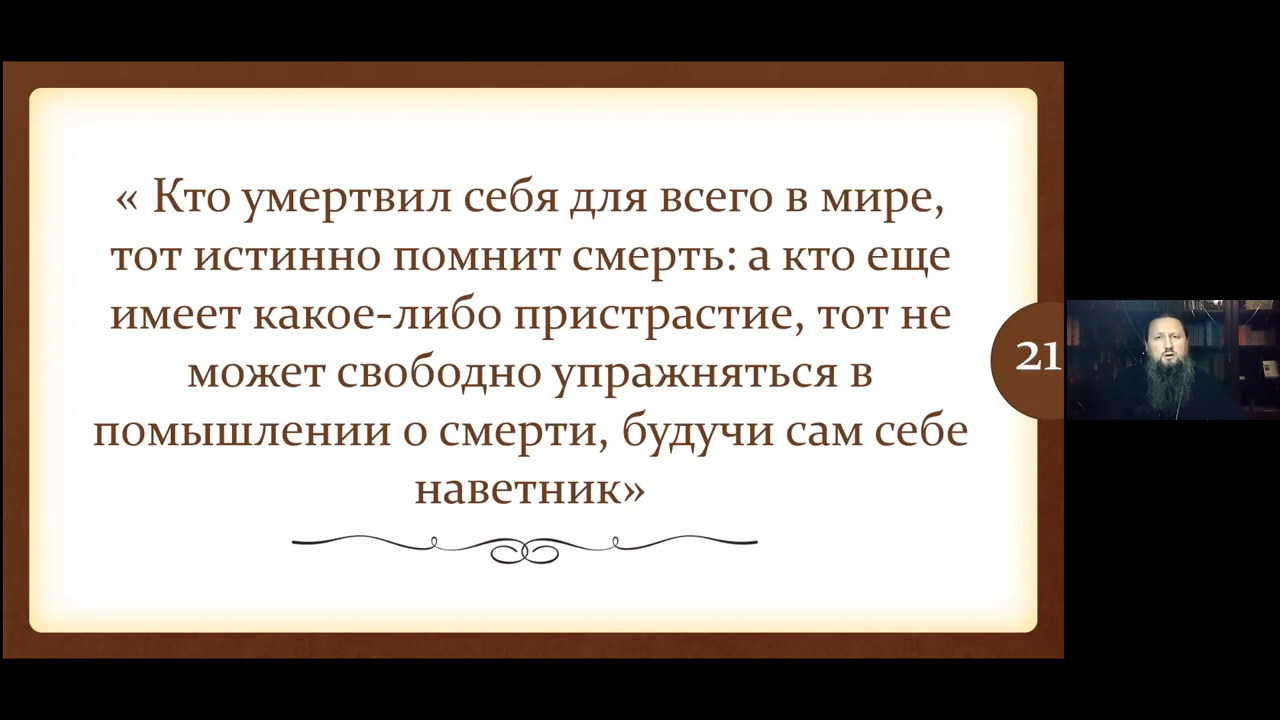 « Кто умертвил себя для всего в мире,
тот истинно помнит смерть: а кто еще
имеет какое-либо пристрастие, тот не
может свободно упражняться в
помышлении о смерти, будучи сам себе
наветник»
21